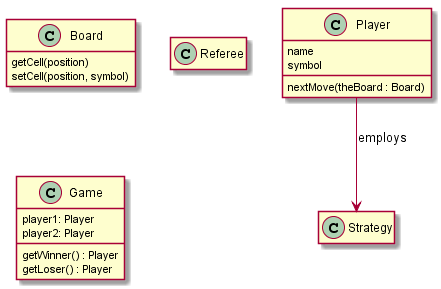 C Board
getCell(position)
setCell(position, symbol)
C Referee
C Player
name
symbol
nextMove(theBoard : Board)
employs
C Game
player1: Player
player2: Player
getWinner() : Player
getLoser() : Player
C Strategy